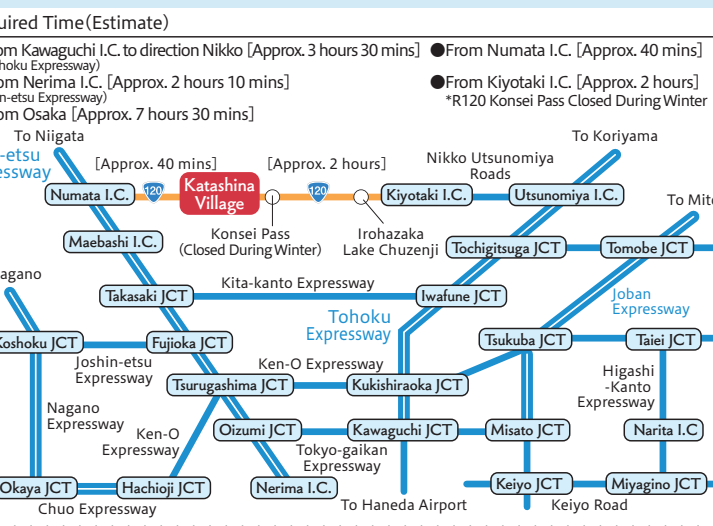 uired Time(Estimate)
om Kawaguchi I.C. to direction Nikko [Approx. 3 hours 30 mins]
hoku Expressway)
om Nerima I.C. [Approx. 2 hours 10 mins]
n-etsu Expressway)
om Osaka [Approx. 7 hours 30 mins]
●From Numata I.C. [Approx. 40 mins]
●From Kiyotaki I.C. [Approx. 2 hours]
*R120 Konsei Pass Closed During Winter
To Niigata
-etsu
essway
[Approx. 40 mins]
[Approx. 2 hours]
Nikko Utsunomiya
Roads
To Koriyama
Numata I.C.
120
Katashina
Village
120
Kiyotaki I.C.
Utsunomiya I.C.
To Mito
Konsei Pass
(Closed During Winter)
Irohazaka
Lake Chuzenji
Maebashi I.C.
Tochigitsuga JCT
Tomobe JCT
agano
Kita-kanto Expressway
Takasaki JCT
Iwafune JCT
Joban
Expressway
Tohoku
Expressway
Koshoku JCT
Fujioka JCT
Tsukuba JCT
Taiei JCT
Joshin-etsu
Expressway
Ken-O Expressway
Higashi
-Kanto
Expressway
Tsurugashima JCT
Kukishiraoka JCT
Nagano
Expressway
Ken-O
Expressway
Oizumi JCT
Kawaguchi JCT
Misato JCT
Narita I.C
Tokyo-gaikan
Expressway
Okaya JCT
Hachioji JCT
Nerima I.C.
Keiyo JCT
Miyagino JCT
Chuo Expressway
To Haneda Airport
Keiyo Road